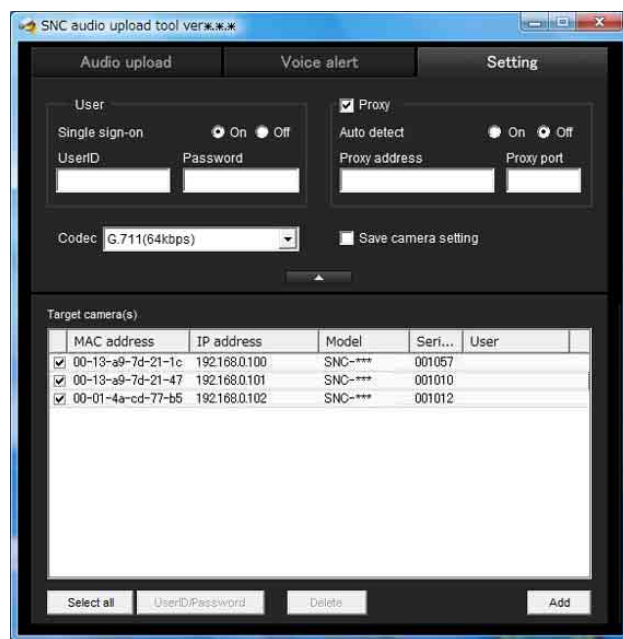 SNC audio upload tool ver*.*.*
Audio upload Voice alert Setting
User Proxy
Single sign-on On Off Auto detect On Off
UserID Password Proxy address Proxy port
Codec G.711(64kbps) Save camera setting
Target camera(s)
MAC address IP address Model Seri... User
00-13-a9-7d-21-1c 192.168.0.100 SNC-*** 001057
00-13-a9-7d-21-47 192.168.0.101 SNC-*** 001010
00-01-4a-cd-77-b5 192.168.0.102 SNC-*** 001012
Select all UserID/Password Delete Add